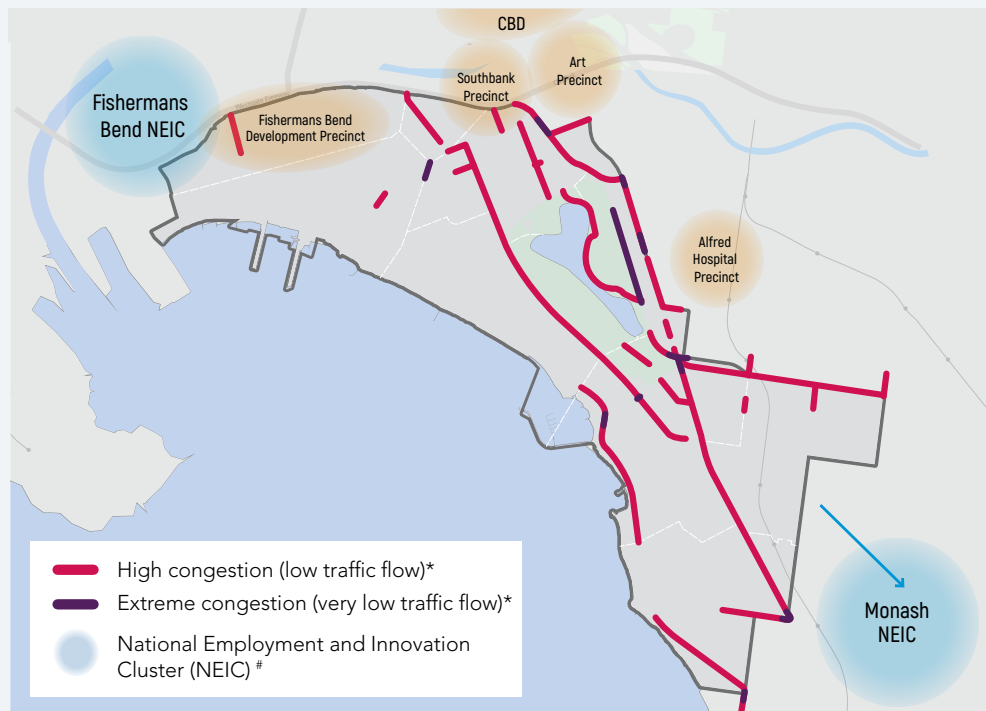 CBD
Art
Precinct
Southbank
Precinct
Fishermans
Bend NEIC
Fishermans Bend
Development Precinct
Alfred
Hospital
Precinct
Monash
NEIC
High congestion (low traffic flow)*
Extreme congestion (very low traffic flow)*
National Employment and Innovation
Cluster (NEIC) #